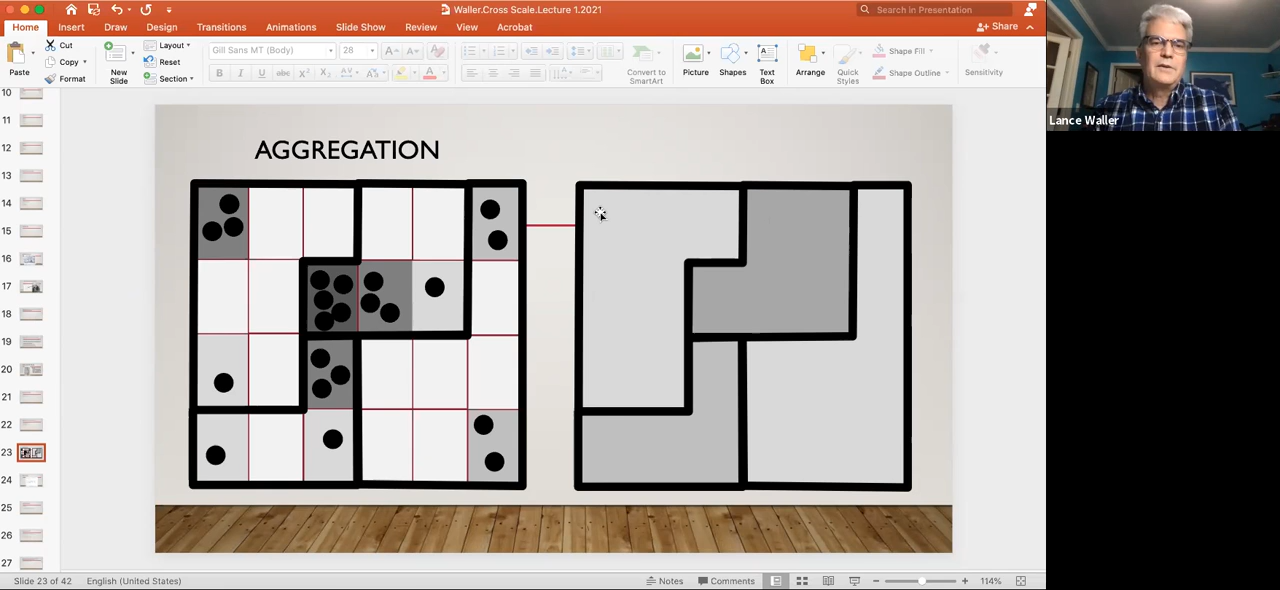 Waller.Cross Scale.Lecture 1.2021
Search in Presentation
Home Insert Draw Design Transitions Animations Slide Show Review View Acrobat
Share
Paste
Cut
Copy
Format
New Slide
Layout
Reset
Section
Gill Sans MT (Body) 28
B I U abc X X AV Aa A
Convert to SmartArt
Picture
Shapes
Text Box
Arrange
Quick Styles
Shape Fill
Shape Outline
Sensitivity
Lance Waller
10
11
12
13
14
15
16
17
18
19
20
21
22
23
24
25
26
27
AGGREGATION
Slide 23 of 42
English (United States)
Notes
Comments
114%